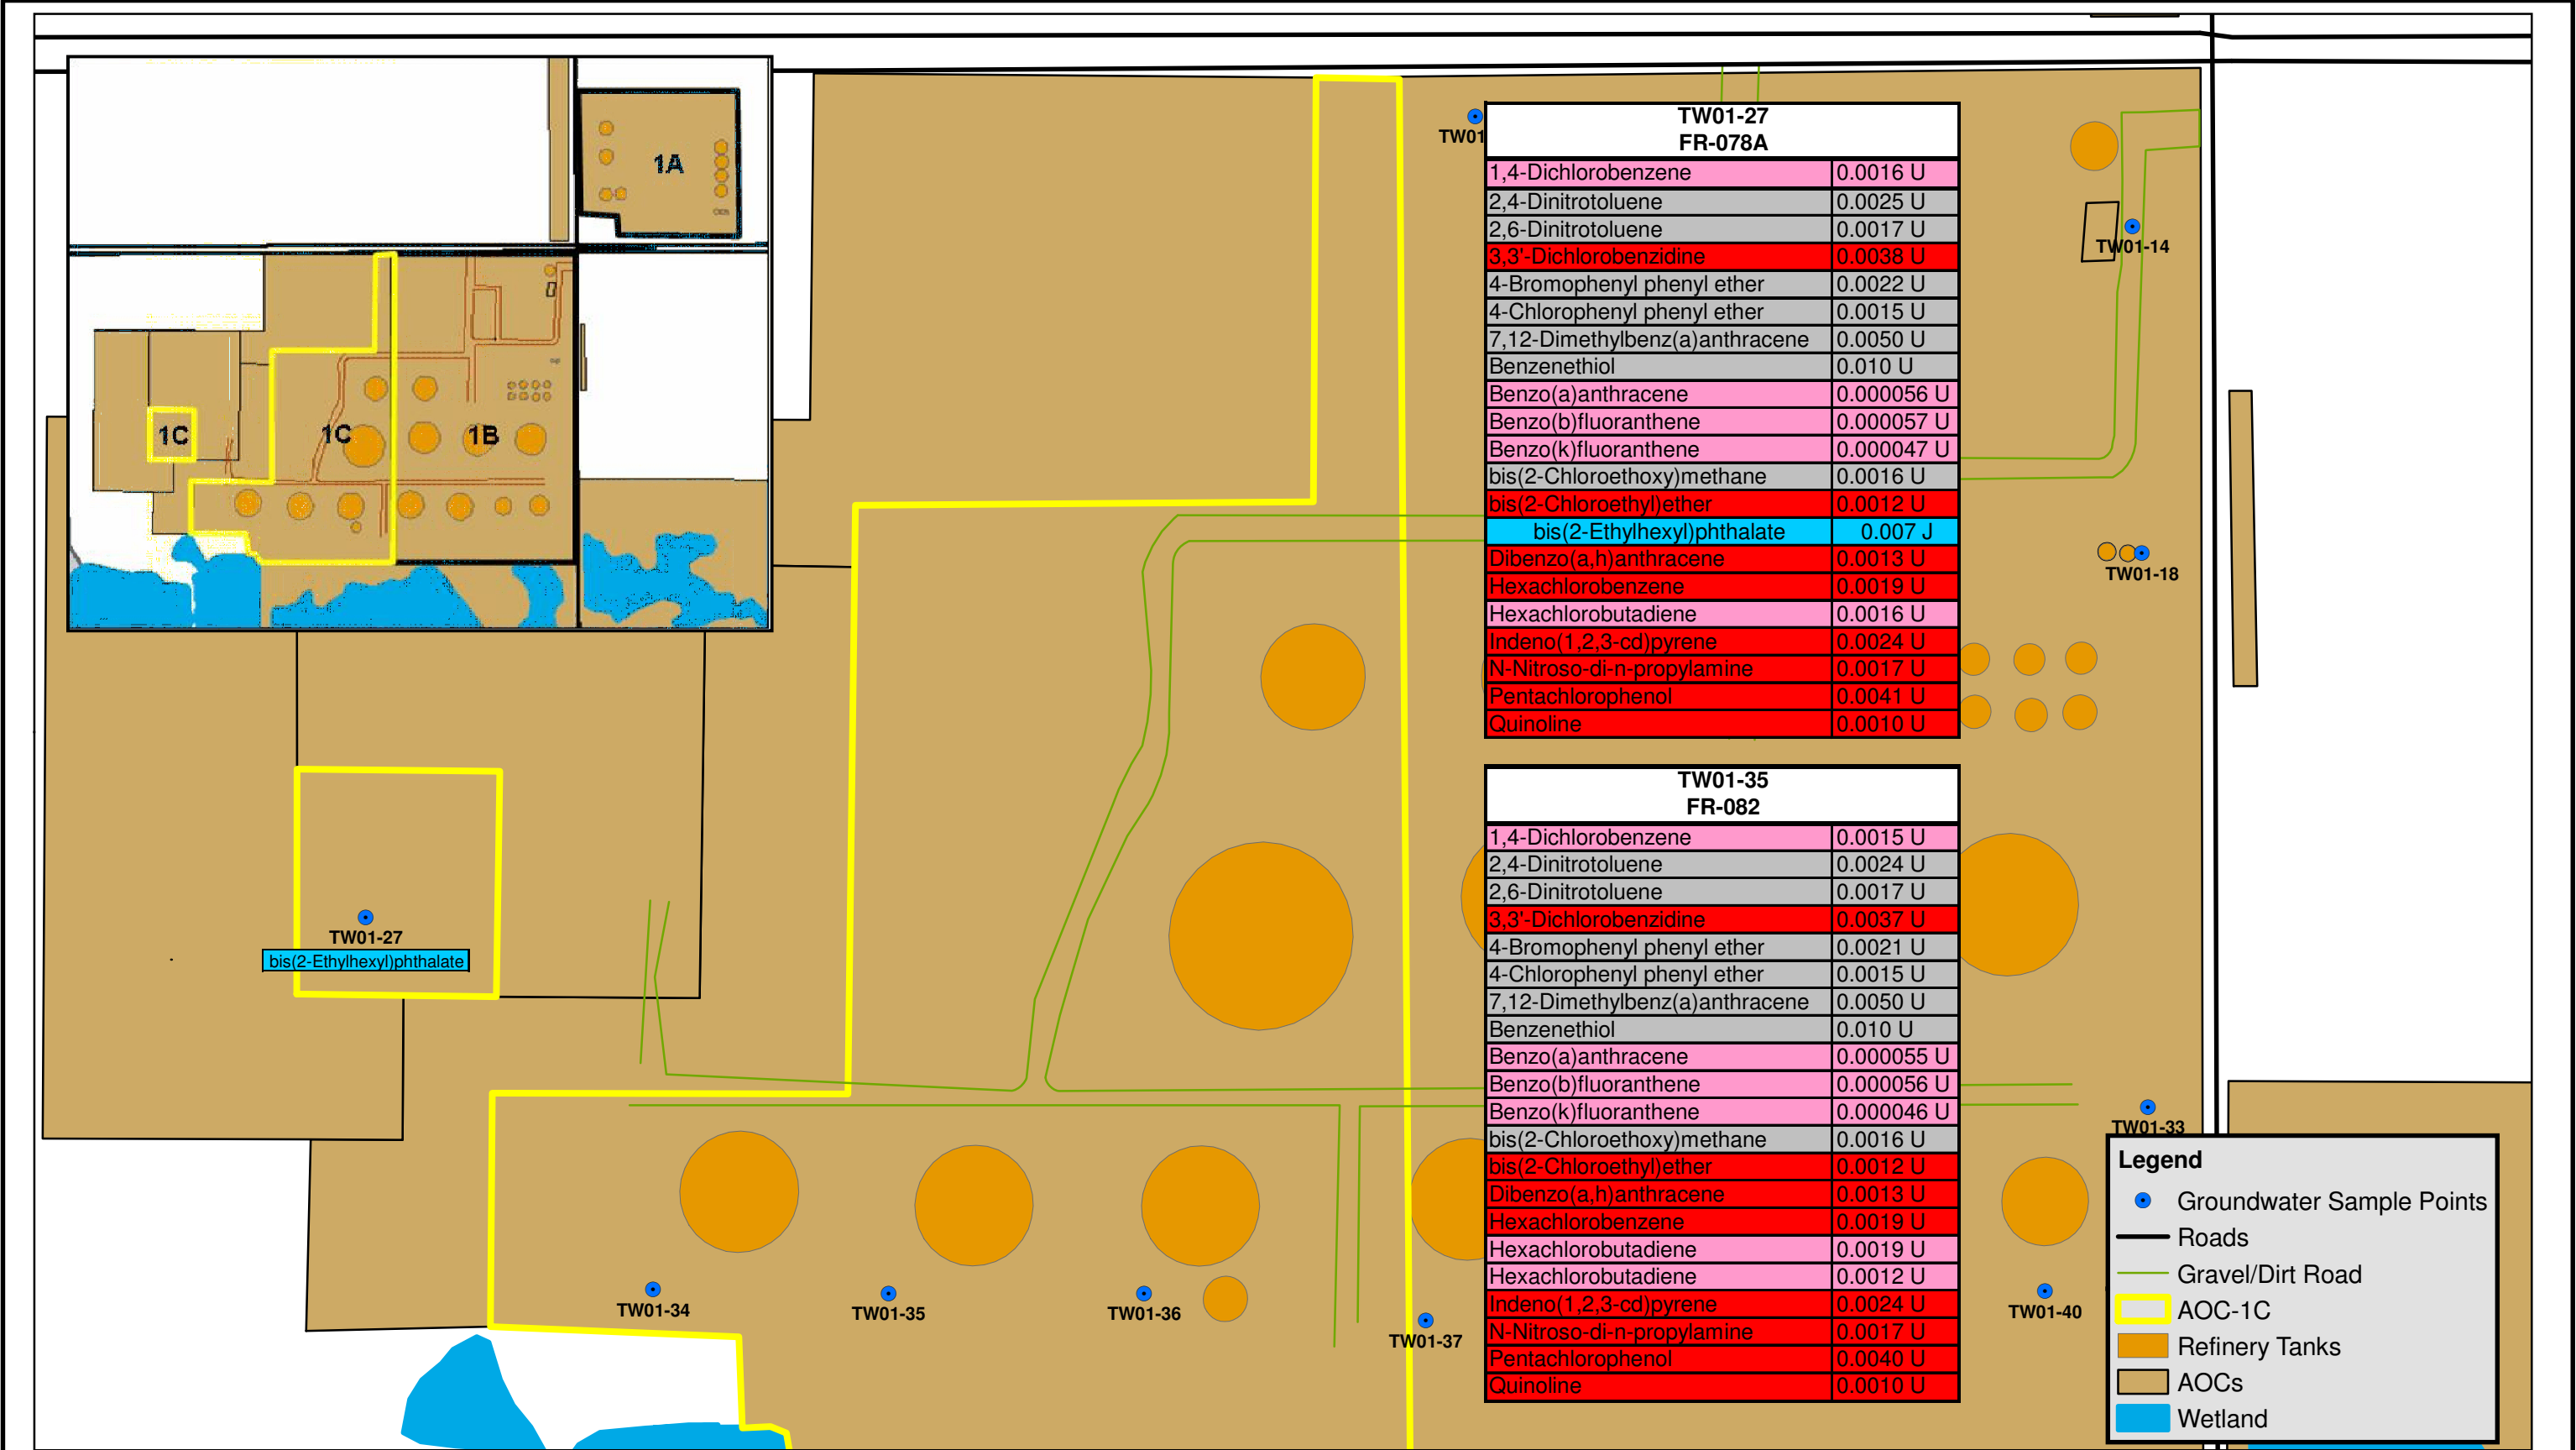 1A
1C
1C
1B
TW01
TW01-27
FR-078A
1,4-Dichlorobenzene 0.0016 U
2,4-Dinitrotoluene 0.0025 U
2,6-Dinitrotoluene 0.0017 U
3,3'-Dichlorobenzidine 0.0038 U
4-Bromophenyl phenyl ether 0.0022 U
4-Chlorophenyl phenyl ether 0.0015 U
7,12-Dimethylbenz(a)anthracene 0.0050 U
Benzenethiol 0.010 U
Benzo(a)anthracene 0.000056 U
Benzo(b)fluoranthene 0.000057 U
Benzo(k)fluoranthene 0.000047 U
bis(2-Chloroethoxy)methane 0.0016 U
bis(2-Chloroethyl)ether 0.0012 U
bis(2-Ethylhexyl)phthalate 0.007 J
Dibenzo(a,h)anthracene 0.0013 U
Hexachlorobenzene 0.0019 U
Hexachlorobutadiene 0.0016 U
Indeno(1,2,3-cd)pyrene 0.0024 U
N-Nitroso-di-n-propylamine 0.0017 U
Pentachlorophenol 0.0041 U
Quinoline 0.0010 U
TW01-14
TW01-18
TW01-35
FR-082
1,4-Dichlorobenzene 0.0015 U
2,4-Dinitrotoluene 0.0024 U
2,6-Dinitrotoluene 0.0017 U
3,3'-Dichlorobenzidine 0.0037 U
4-Bromophenyl phenyl ether 0.0021 U
4-Chlorophenyl phenyl ether 0.0015 U
7,12-Dimethylbenz(a)anthracene 0.0050 U
Benzenethiol 0.010 U
Benzo(a)anthracene 0.000055 U
Benzo(b)fluoranthene 0.000056 U
Benzo(k)fluoranthene 0.000046 U
bis(2-Chloroethoxy)methane 0.0016 U
bis(2-Chloroethyl)ether 0.0012 U
Dibenzo(a,h)anthracene 0.0013 U
Hexachlorobenzene 0.0019 U
Hexachlorobutadiene 0.0019 U
Hexachlorobutadiene 0.0012 U
Indeno(1,2,3-cd)pyrene 0.0024 U
N-Nitroso-di-n-propylamine 0.0017 U
Pentachlorophenol 0.0040 U
Quinoline 0.0010 U
TW01-27
bis(2-Ethylhexyl)phthalate
TW01-34
TW01-35
TW01-36
TW01-37
TW01-40
TW01-33
Legend
Groundwater Sample Points
Roads
Gravel/Dirt Road
AOC-1C
Refinery Tanks
AOCs
Wetland